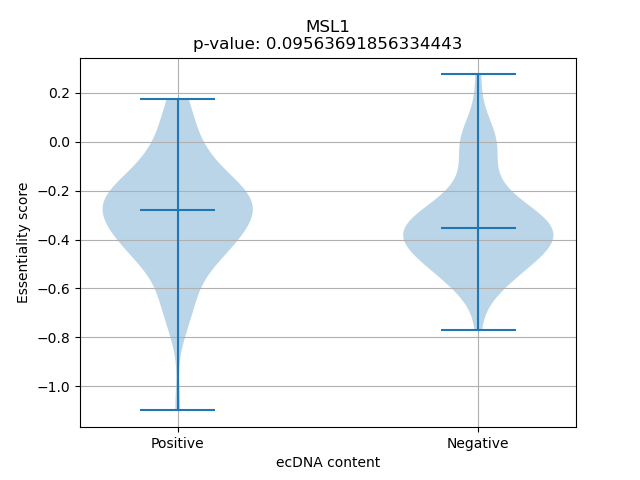 MSL1
p-value: 0.09563691856334443
Essentiality score
0.2
0.0
−0.2
−0.4
−0.6
−0.8
−1.0
Positive
Negative
ecDNA content